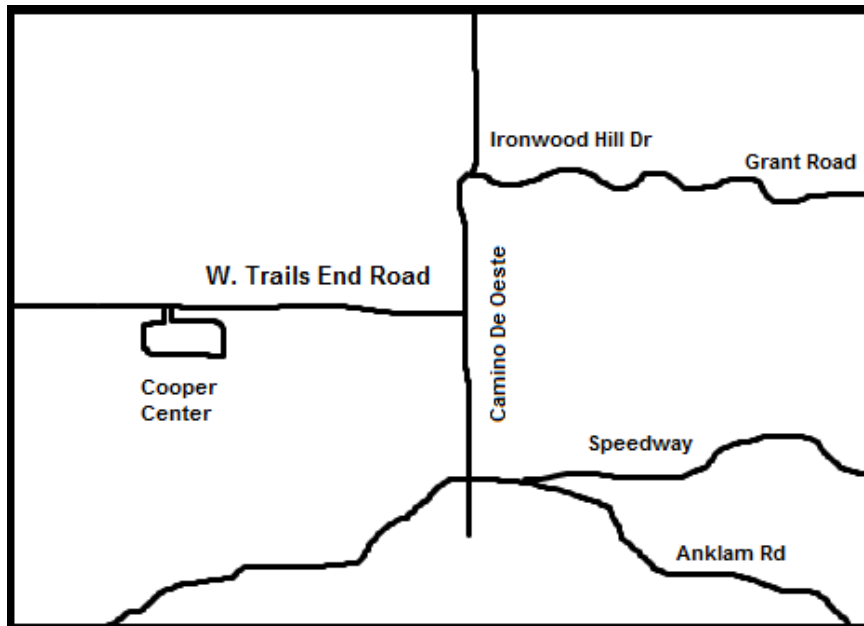 Ironwood Hill Dr
Grant Road
W. Trails End Road
Camino De Oeste
Cooper
Center
Speedway
Anklam Rd